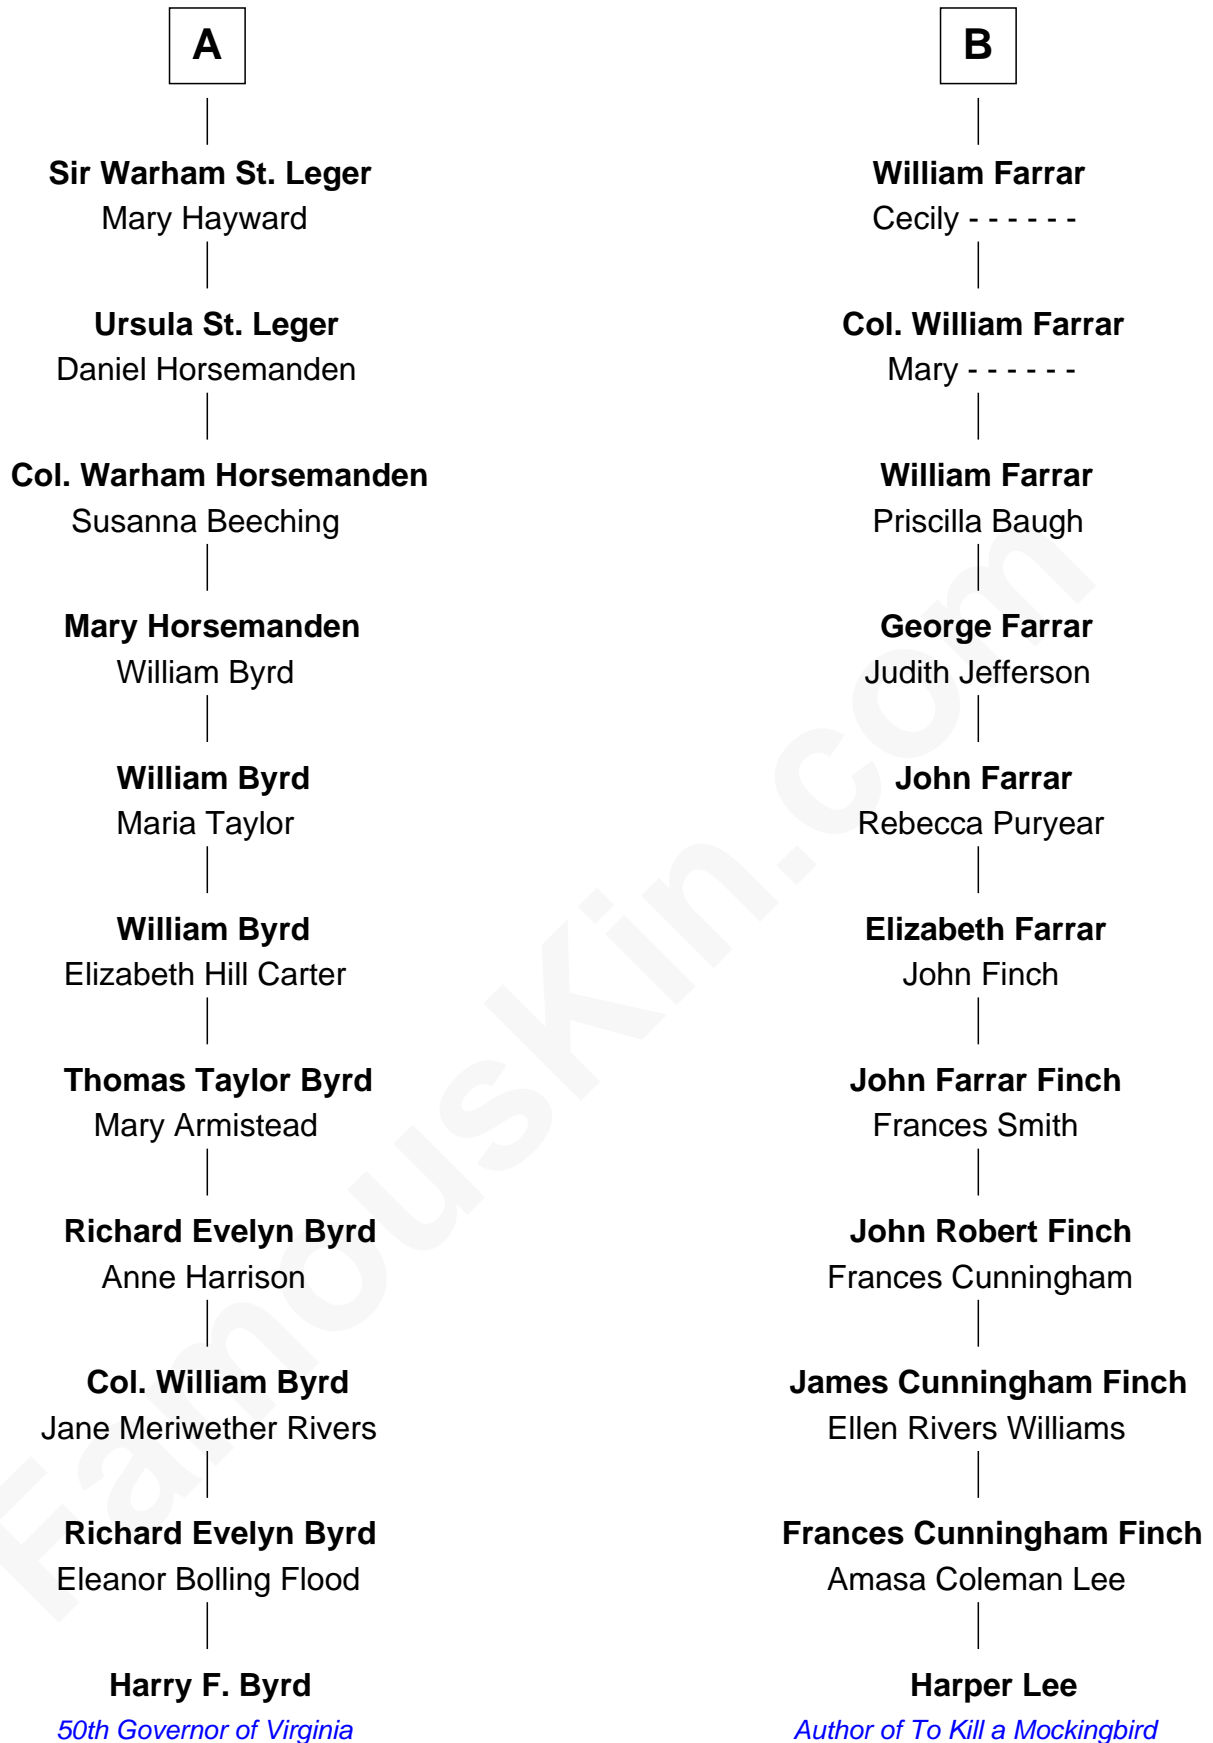 A
Sir Warham St. Leger
Mary Hayward
Ursula St. Leger
Daniel Horsemanden
Col. Warham Horsemanden
Susanna Beeching
Mary Horsemanden
William Byrd
William Byrd
Maria Taylor
William Byrd
Elizabeth Hill Carter
Thomas Taylor Byrd
Mary Armistead
Richard Evelyn Byrd
Anne Harrison
Col. William Byrd
Jane Meriwether Rivers
Richard Evelyn Byrd
Eleanor Bolling Flood
Harry F. Byrd
50th Governor of Virginia
B
William Farrar
Cecily - - - - - -
Col. William Farrar
Mary - - - - - -
William Farrar
Priscilla Baugh
George Farrar
Judith Jefferson
John Farrar
Rebecca Puryear
Elizabeth Farrar
John Finch
John Farrar Finch
Frances Smith
John Robert Finch
Frances Cunningham
James Cunningham Finch
Ellen Rivers Williams
Frances Cunningham Finch
Amasa Coleman Lee
Harper Lee
Author of To Kill a Mockingbird
FamousKin.com